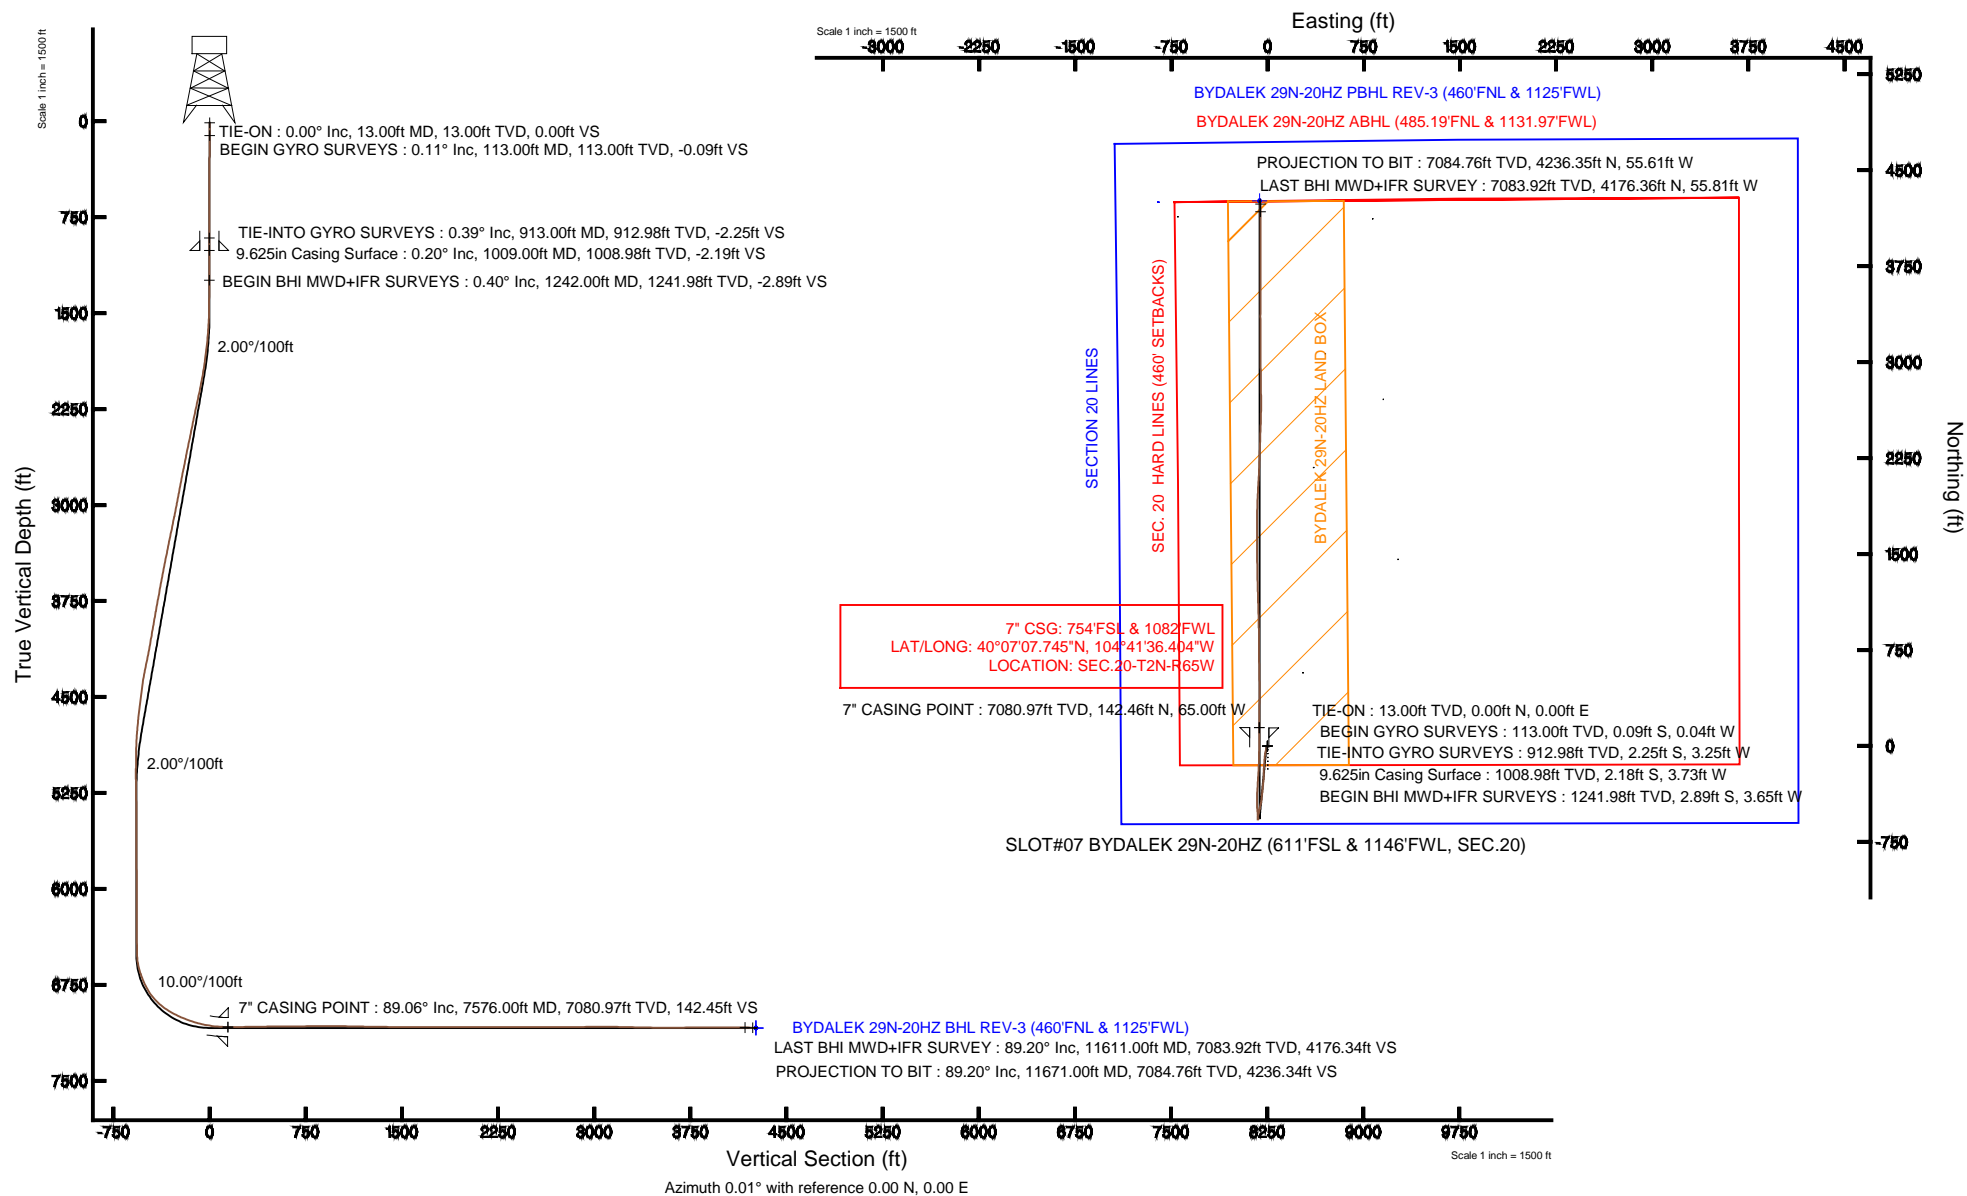 Scale 1 inch = 1500 ft
True Vertical Depth (ft)
0
750
1500
2250
3000
3750
4500
5250
6000
6750
7500
TIE-ON : 0.00° Inc, 13.00ft MD, 13.00ft TVD, 0.00ft VS
BEGIN GYRO SURVEYS : 0.11° Inc, 113.00ft MD, 113.00ft TVD, -0.09ft VS
TIE-INTO GYRO SURVEYS : 0.39° Inc, 913.00ft MD, 912.98ft TVD, -2.25ft VS
9.625in Casing Surface : 0.20° Inc, 1009.00ft MD, 1008.98ft TVD, -2.19ft VS
BEGIN BHI MWD+IFR SURVEYS : 0.40° Inc, 1242.00ft MD, 1241.98ft TVD, -2.89ft VS
2.00°/100ft
2.00°/100ft
10.00°/100ft
7" CASING POINT : 89.06° Inc, 7576.00ft MD, 7080.97ft TVD, 142.45ft VS
BYDALEK 29N-20HZ BHL REV-3 (460'FNL & 1125'FWL)
LAST BHI MWD+IFR SURVEY : 89.20° Inc, 11611.00ft MD, 7083.92ft TVD, 4176.34ft VS
PROJECTION TO BIT : 89.20° Inc, 11671.00ft MD, 7084.76ft TVD, 4236.34ft VS
-750 0 750 1500 2250 3000 3750 4500 5250 6000 6750 7500 8250 9000 9750
Vertical Section (ft)
Scale 1 inch = 1500 ft
Azimuth 0.01° with reference 0.00 N, 0.00 E
Easting (ft)
Scale 1 inch = 1500 ft
-3000 -2250 -1500 -750 0 750 1500 2250 3000 3750 4500
BYDALEK 29N-20HZ PBHL REV-3 (460'FNL & 1125'FWL)
BYDALEK 29N-20HZ ABHL (485.19'FNL & 1131.97'FWL)
PROJECTION TO BIT : 7084.76ft TVD, 4236.35ft N, 55.61ft W
LAST BHI MWD+IFR SURVEY : 7083.92ft TVD, 4176.36ft N, 55.81ft W
SECTION 20 LINES
SEC. 20 HARD LINES (460' SETBACKS)
BYDALEK 29N-20HZ LAND BOX
7" CSG: 754'FSL & 1082'FWL
LAT/LONG: 40°07'07.745"N, 104°41'36.404"W
LOCATION: SEC.20-T2N-R65W
7" CASING POINT : 7080.97ft TVD, 142.46ft N, 65.00ft W
TIE-ON : 13.00ft TVD, 0.00ft N, 0.00ft E
BEGIN GYRO SURVEYS : 113.00ft TVD, 0.09ft S, 0.04ft W
TIE-INTO GYRO SURVEYS : 912.98ft TVD, 2.25ft S, 3.25ft W
9.625in Casing Surface : 1008.98ft TVD, 2.18ft S, 3.73ft W
BEGIN BHI MWD+IFR SURVEYS : 1241.98ft TVD, 2.89ft S, 3.65ft W
SLOT#07 BYDALEK 29N-20HZ (611'FSL & 1146'FWL, SEC.20)
5250
4500
3750
3000
2250
1500
750
0
-750
Northing (ft)